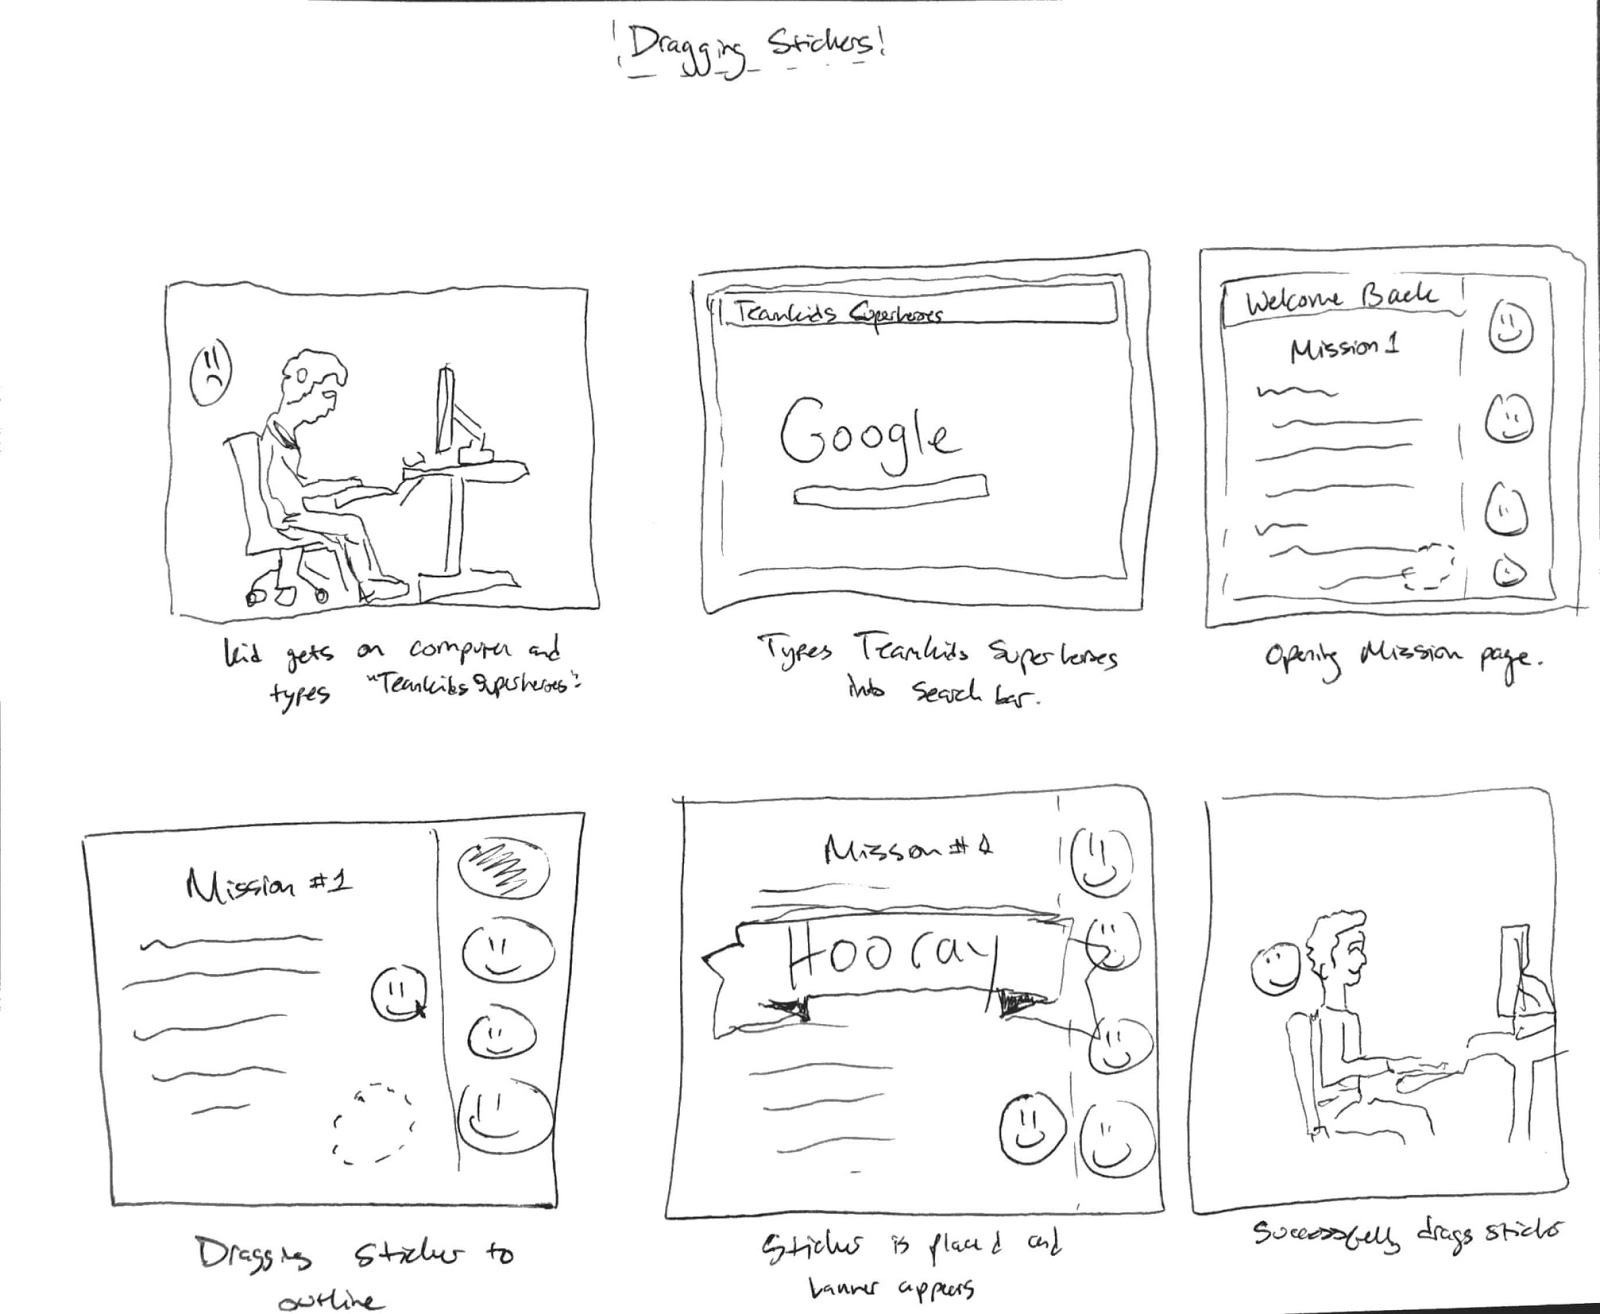 Dragging Stickers!
Teamkids Superheroes
Google
Welcome Back
Mission 1
kid gets on computer and
types "Teamkids Superheroes".
Types Teamkids Superheroes
into search bar.
Opening Mission page.
Mission #1
Mission #1
Hooray
Dragging sticker to
outline
Sticker is placed and
banner appears
Successfully drags sticker